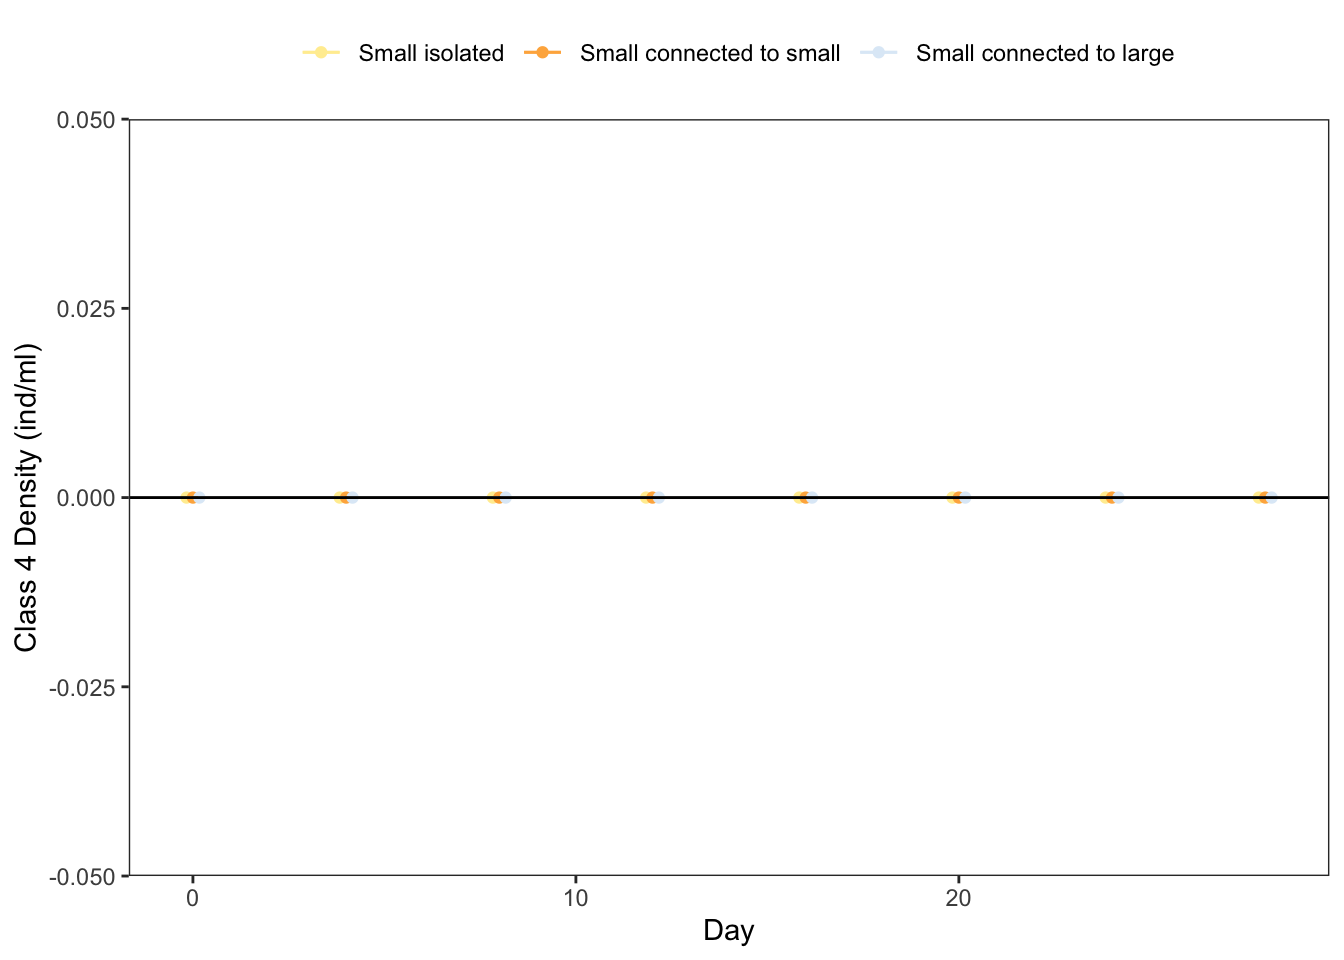 Small isolated Small connected to small Small connected to large
0.050
0.025
0.000
-0.025
-0.050
Class 4 Density (ind/ml)
0 10 20
Day